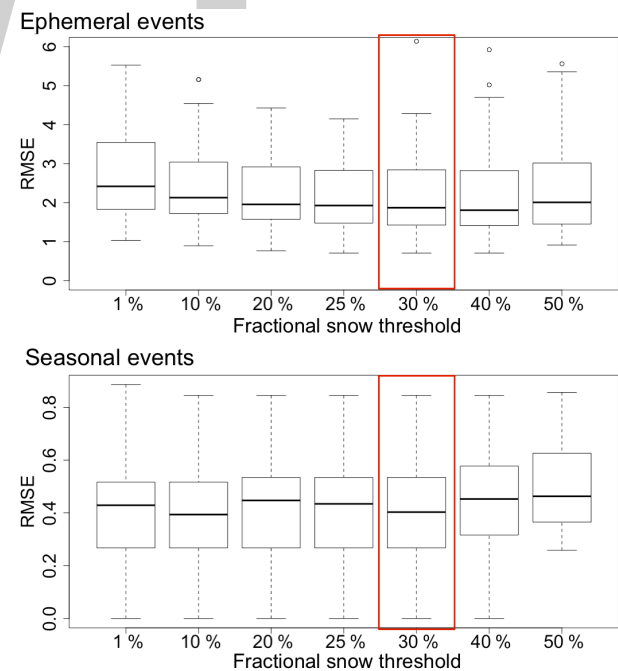 Ephemeral events
6
5
4
3
2
1
0
RMSE
1 % 10 % 20 % 25 % 30 % 40 % 50 %
Fractional snow threshold
Seasonal events
0.8
0.6
0.4
0.2
0.0
RMSE
1 % 10 % 20 % 25 % 30 % 40 % 50 %
Fractional snow threshold